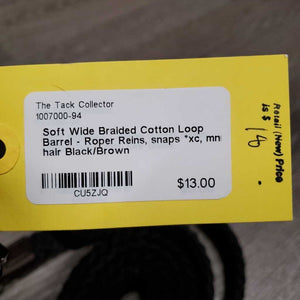 The Tack Collector
1007000-94
Soft Wide Braided Cotton Loop
Barrel - Roper Reins, snaps *xc, mn
hair Black/Brown
CU5ZJQ
$13.00
Retail (New) Price
is $